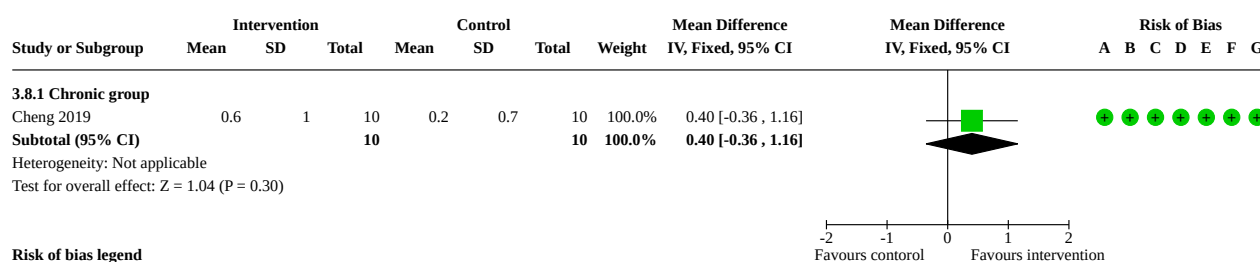 Intervention Control Mean Difference Mean Difference Risk of Bias
Study or Subgroup Mean SD Total Mean SD Total Weight IV, Fixed, 95% CI IV, Fixed, 95% CI A B C D E F G
3.8.1 Chronic group
Cheng 2019 0.6 1 10 0.2 0.7 10 100.0% 0.40 [-0.36 , 1.16] + + + + + + +
Subtotal (95% CI) 10 10 100.0% 0.40 [-0.36 , 1.16]
Heterogeneity: Not applicable
Test for overall effect: Z = 1.04 (P = 0.30)
-2 -1 0 1 2
Favours contorol Favours intervention
Risk of bias legend